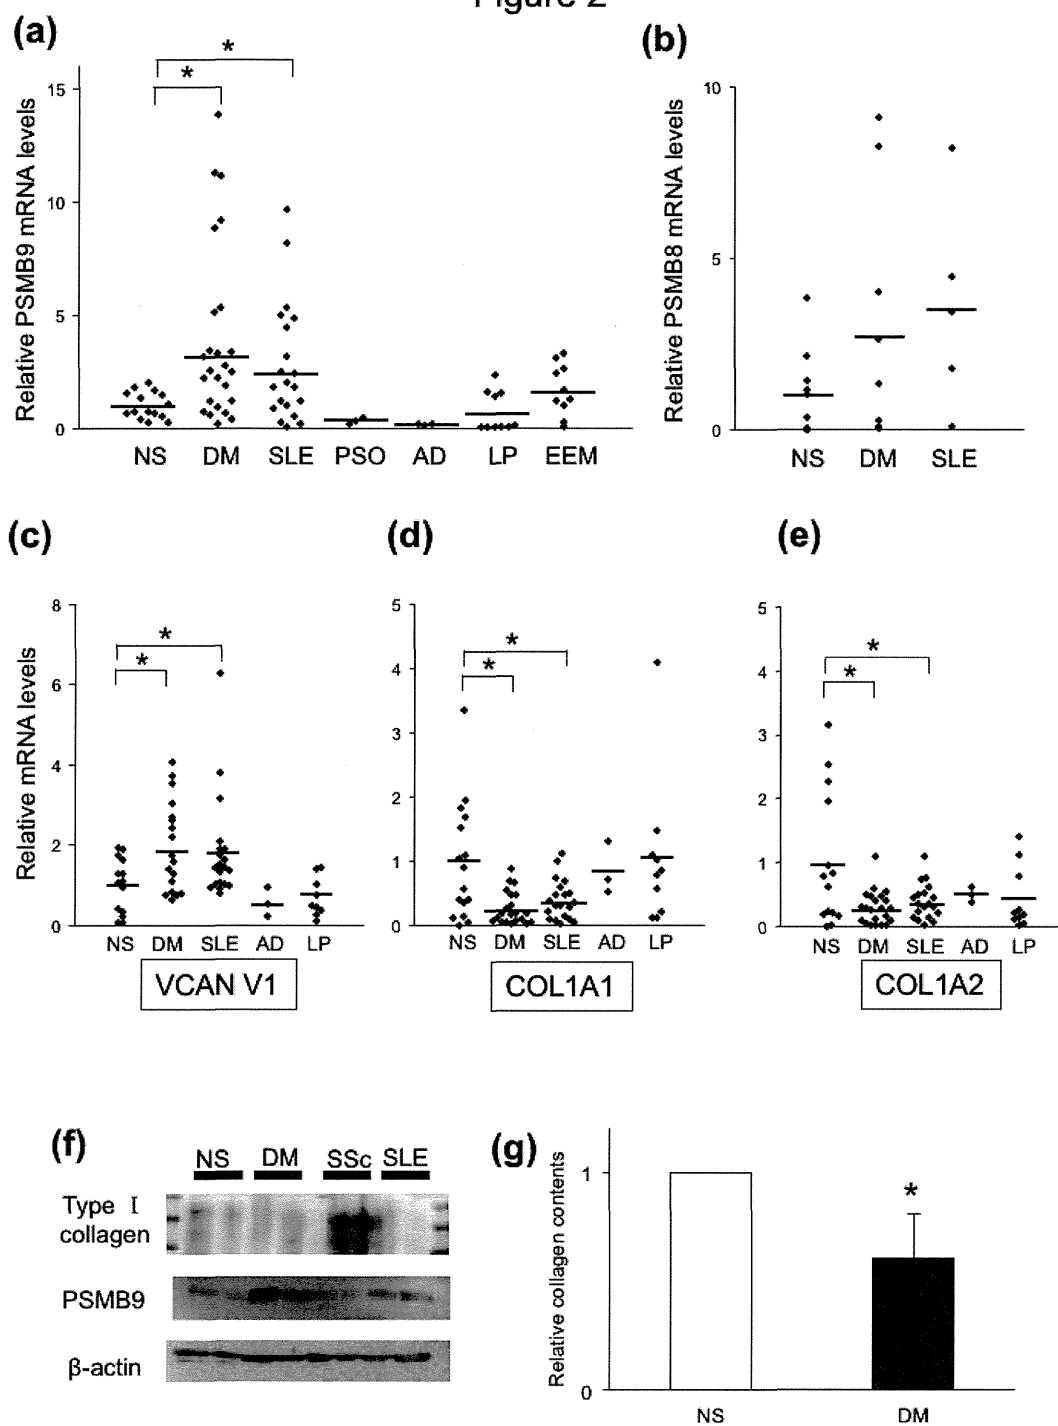 Figure 2
(a)
*
*
Relative PSMB9 mRNA levels
15
10
5
0
NS DM SLE PSO AD LP EEM
(b)
Relative PSMB8 mRNA levels
10
5
0
NS DM SLE
(c)
*
*
Relative mRNA levels
8
6
4
2
0
NS DM SLE AD LP
VCAN V1
(d)
*
*
5
4
3
2
1
0
NS DM SLE AD LP
COL1A1
(e)
*
*
5
4
3
2
1
0
NS DM SLE AD LP
COL1A2
(f)
NS DM SSc SLE
Type I
collagen
PSMB9
β-actin
(g)
Relative collagen contents
1
0
*
NS DM